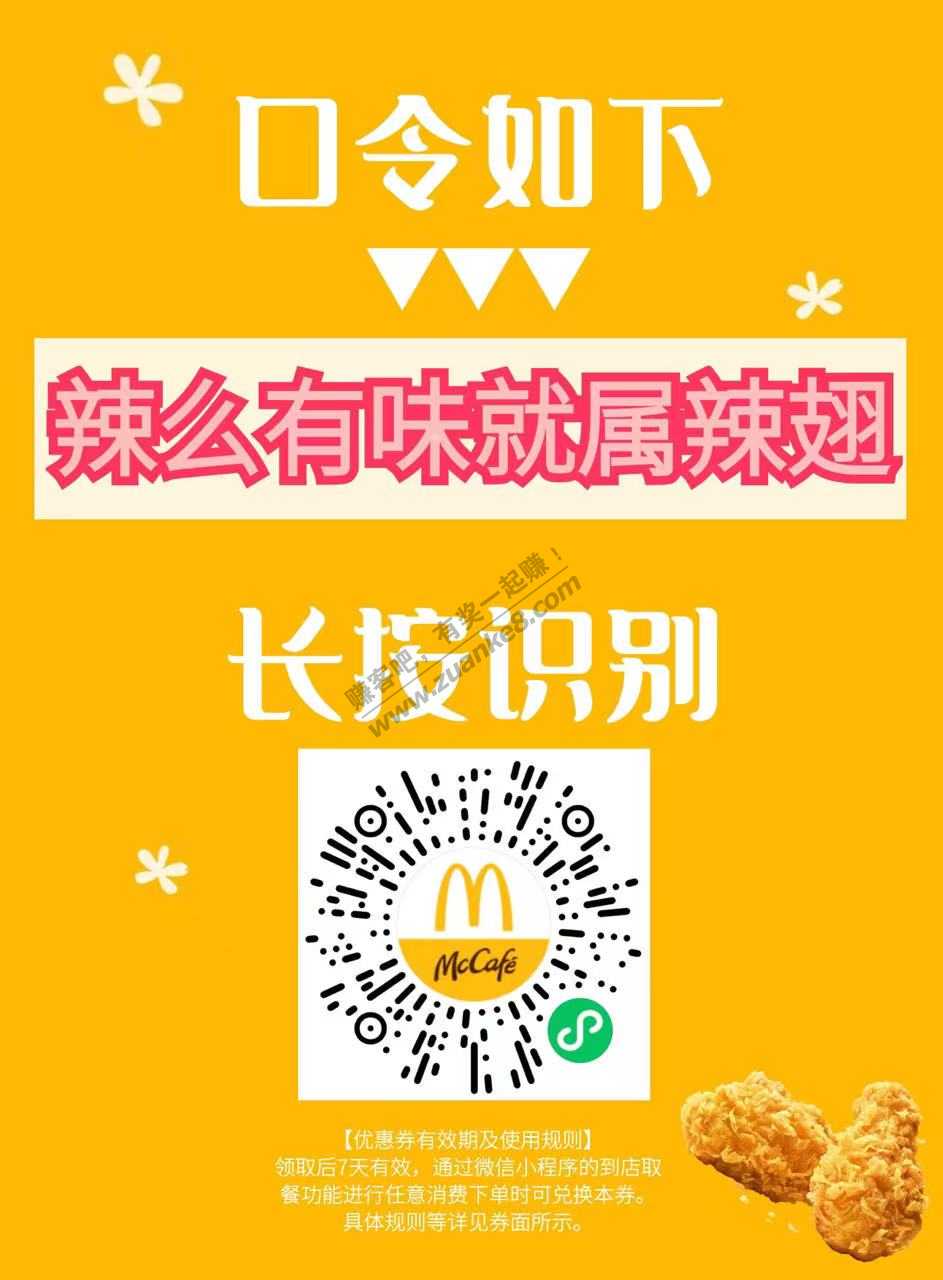 口令如下
辣么有味就属辣翅
赚客吧，有奖一起赚！
www.zuanke8.com
长按识别
McCafé
【优惠券有效期及使用规则】
领取后7天有效，通过微信小程序的到店取
餐功能进行任意消费下单时可兑换本券。
具体规则等详见券面所示。